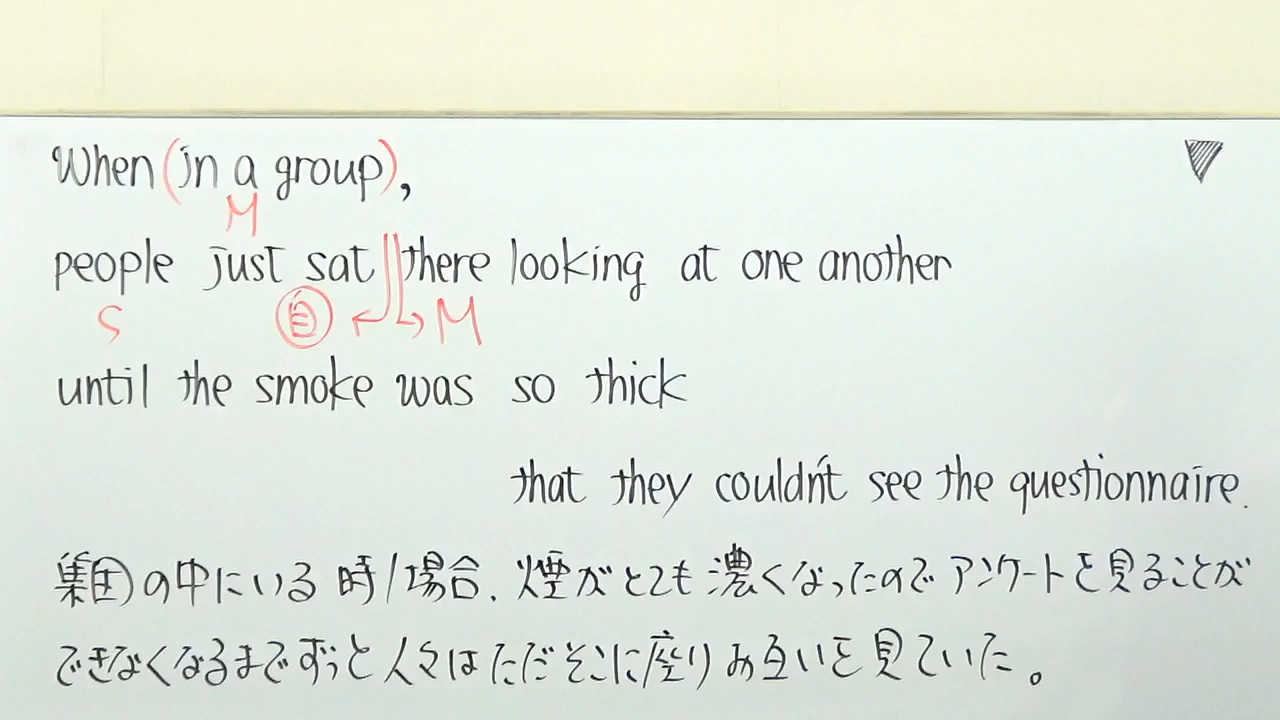 When (in a group),
M
people just sat there looking at one another
S 自 M
until the smoke was so thick
that they couldn't see the questionnaire.
集団の中にいる時/場合、煙がとても濃くなったのでアンケートを見ることが
できなくなるまでずっと人々はただそこに座りお互いを見ていた。